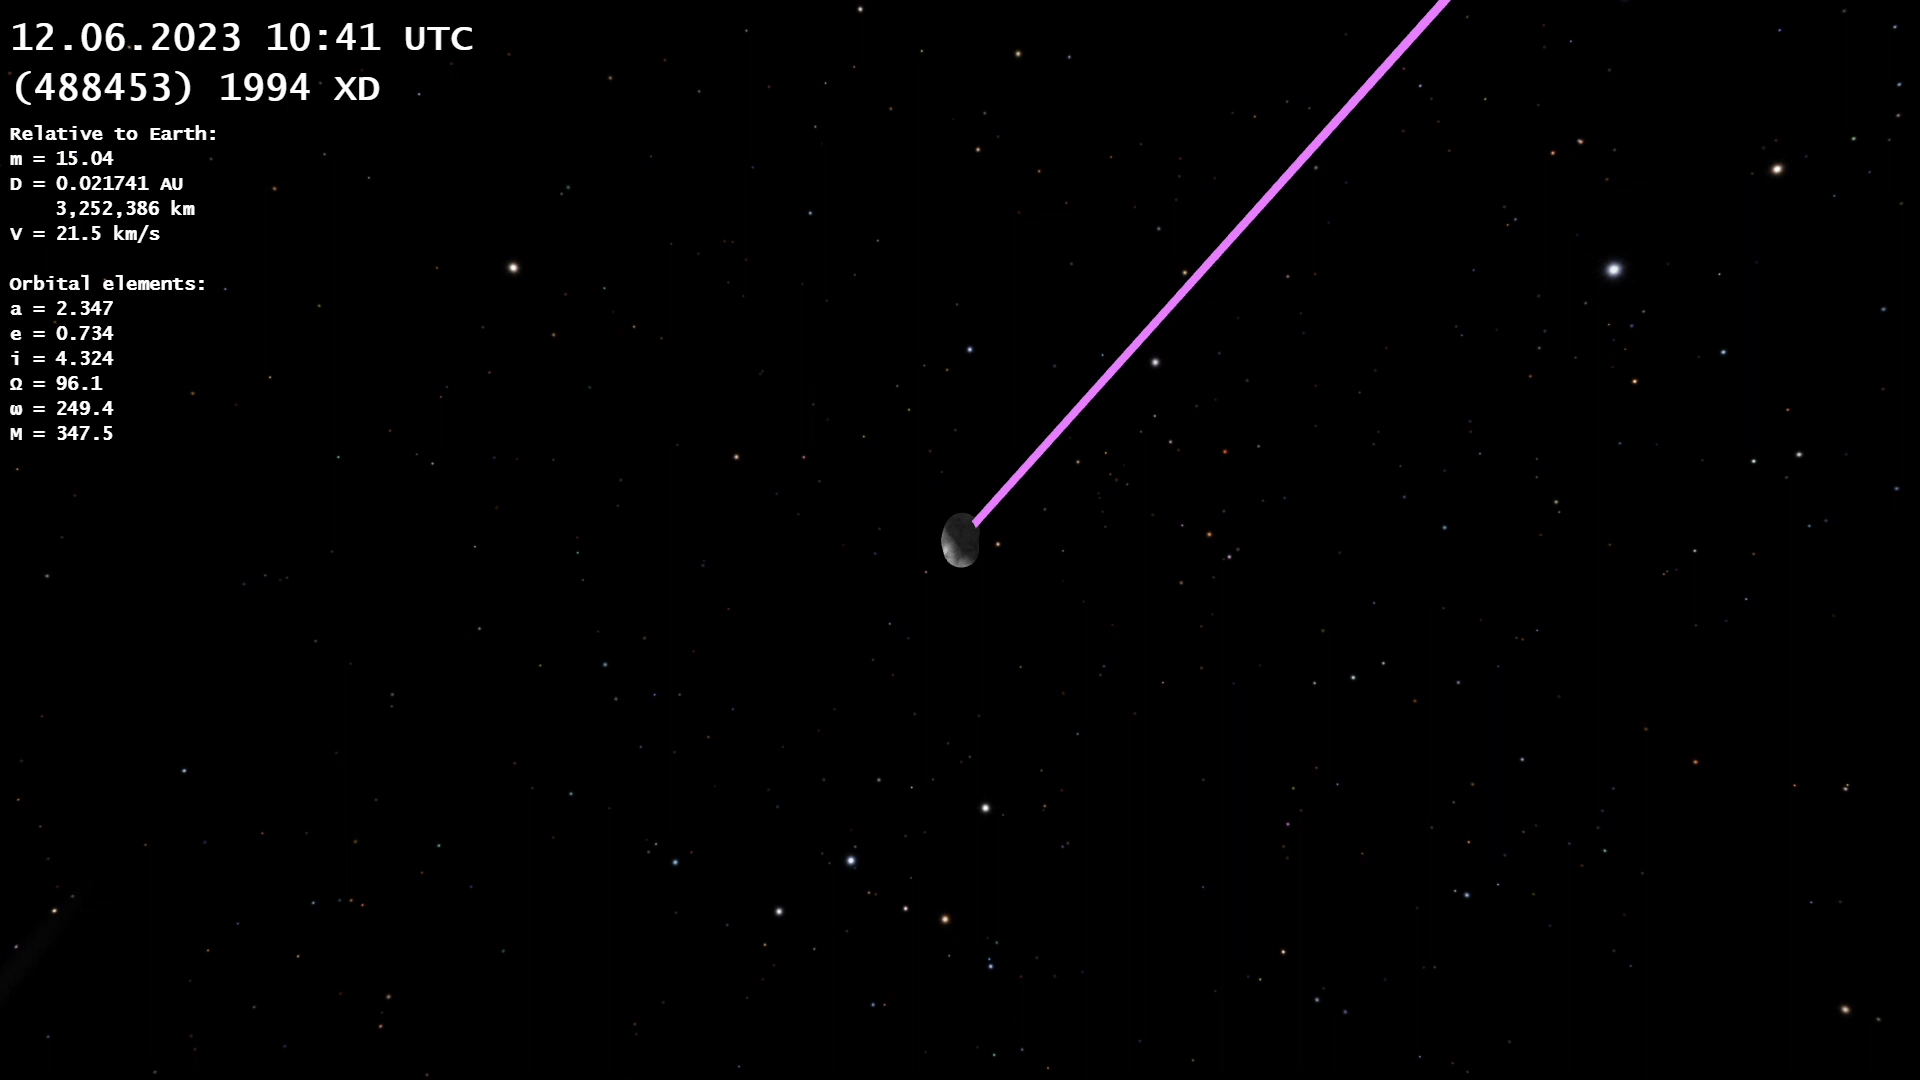 12.06.2023 10:41 UTC
(488453) 1994 XD
Relative to Earth:
m = 15.04
D = 0.021741 AU
3,252,386 km
V = 21.5 km/s
Orbital elements:
a = 2.347
e = 0.734
i = 4.324
Ω = 96.1
ω = 249.4
M = 347.5